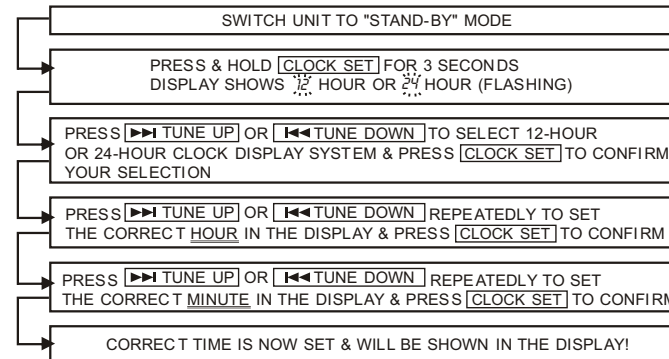 SWITCH UNIT TO "STAND-BY" MODE
PRESS & HOLD CLOCK SET FOR 3 SECONDS
DISPLAY SHOWS 12 HOUR OR 24 HOUR (FLASHING)
PRESS ▶▶I TUNE UP OR I◀◀ TUNE DOWN TO SELECT 12-HOUR
OR 24-HOUR CLOCK DISPLAY SYSTEM & PRESS CLOCK SET TO CONFIRM
YOUR SELECTION
PRESS ▶▶I TUNE UP OR I◀◀ TUNE DOWN REPEATEDLY TO SET
THE CORRECT HOUR IN THE DISPLAY & PRESS CLOCK SET TO CONFIRM
PRESS ▶▶I TUNE UP OR I◀◀ TUNE DOWN REPEATEDLY TO SET
THE CORRECT MINUTE IN THE DISPLAY & PRESS CLOCK SET TO CONFIRM
CORRECT TIME IS NOW SET & WILL BE SHOWN IN THE DISPLAY!